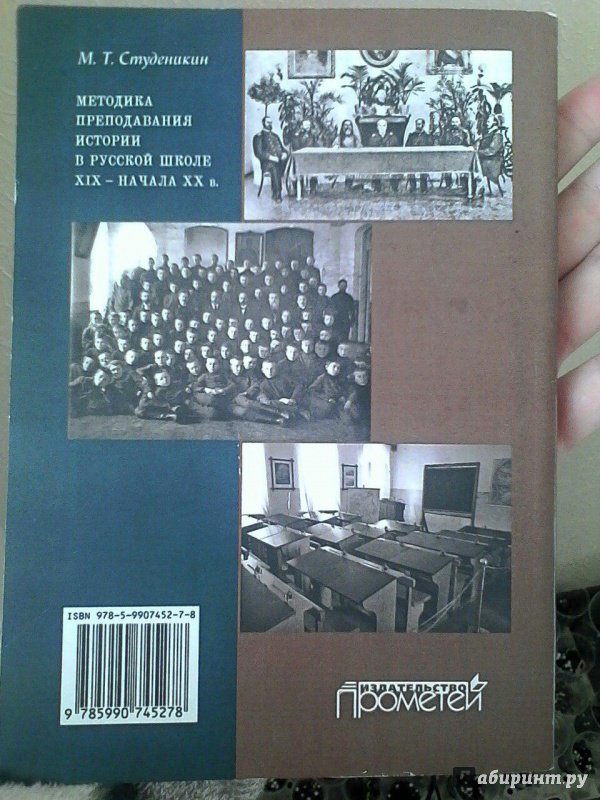 М. Т. Студеникин
МЕТОДИКА
ПРЕПОДАВАНИЯ
ИСТОРИИ
В РУССКОЙ ШКОЛЕ
XIX – НАЧАЛА XX в.
ISBN 978-5-9907452-7-8
9 785990 745278
ИЗДАТЕЛЬСТВО
Прометей
лабиринт.ру